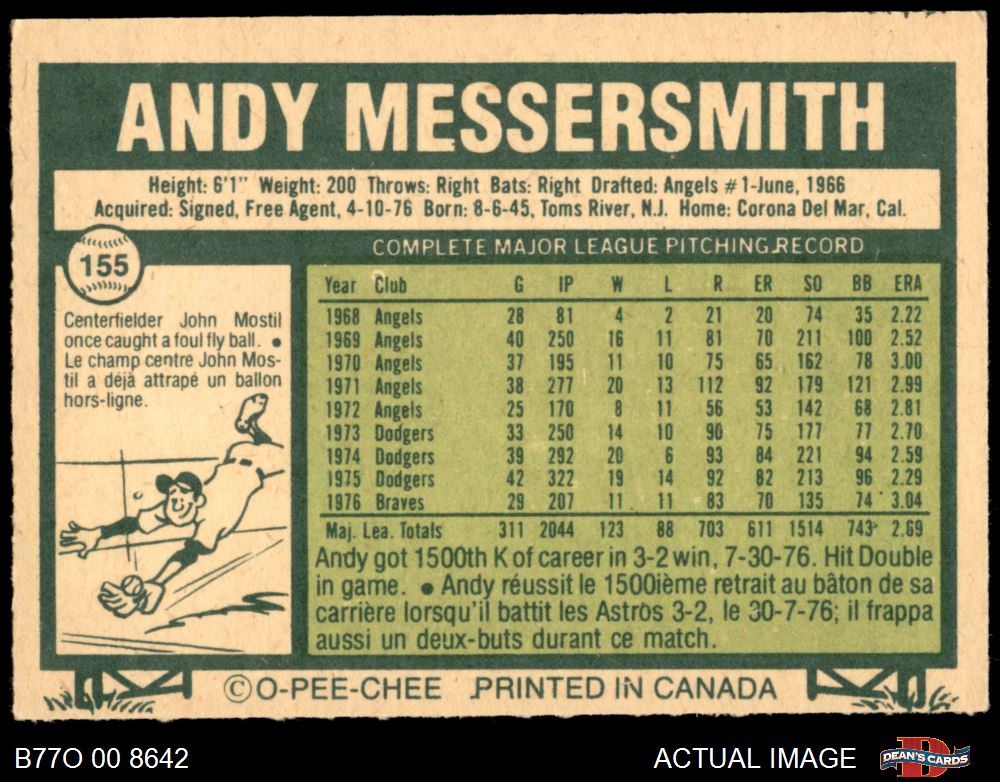 ANDY MESSERSMITH
Height: 6'1" Weight: 200 Throws: Right Bats: Right Drafted: Angels #1-June, 1966
Acquired: Signed, Free Agent, 4-10-76 Born: 8-6-45, Toms River, N.J. Home: Corona Del Mar, Cal.
155
COMPLETE MAJOR LEAGUE PITCHING RECORD
Centerfielder John Mostil
once caught a foul fly ball. ●
Le champ centre John Mos-
til a déjà attrapé un ballon
hors-ligne.
Year Club G IP W L R ER SO BB ERA
1968 Angels 28 81 4 2 21 20 74 35 2.22
1969 Angels 40 250 16 11 81 70 211 100 2.52
1970 Angels 37 195 11 10 75 65 162 78 3.00
1971 Angels 38 277 20 13 112 92 179 121 2.99
1972 Angels 25 170 8 11 56 53 142 68 2.81
1973 Dodgers 33 250 14 10 90 75 177 77 2.70
1974 Dodgers 39 292 20 6 93 84 221 94 2.59
1975 Dodgers 42 322 19 14 92 82 213 96 2.29
1976 Braves 29 207 11 11 83 70 135 74 3.04
Maj. Lea. Totals 311 2044 123 88 703 611 1514 743 2.69
Andy got 1500th K of career in 3-2 win, 7-30-76. Hit Double
in game. ● Andy réussit le 1500ième retrait au bâton de sa
carrière lorsqu'il battit les Astros 3-2, le 30-7-76; il frappa
aussi un deux-buts durant ce match.
©O-PEE-CHEE PRINTED IN CANADA
B77O 00 8642
ACTUAL IMAGE
DEAN'S CARDS